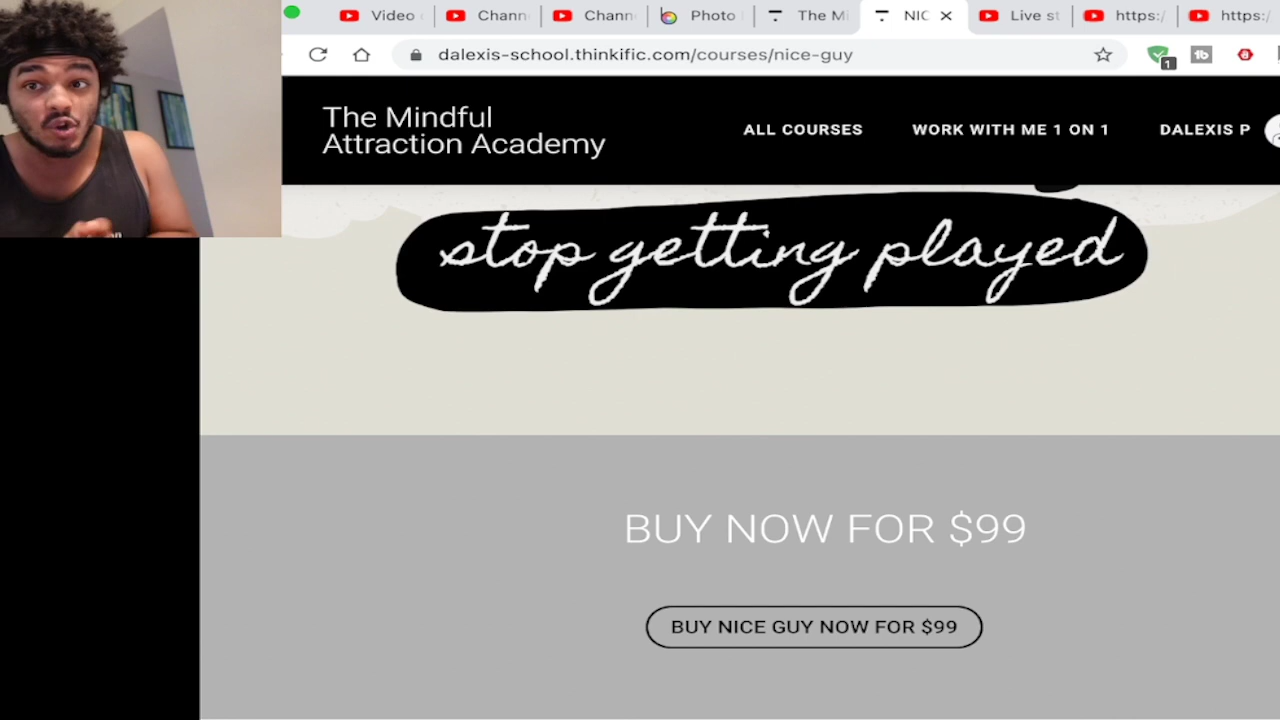 Video
Chann
Chann
Photo
The Mi
NIC
Live st
https:/
https:/
dalexis-school.thinkific.com/courses/nice-guy
1
The Mindful
Attraction Academy
ALL COURSES
WORK WITH ME 1 ON 1
DALEXIS P
stop getting played
BUY NOW FOR $99
BUY NICE GUY NOW FOR $99